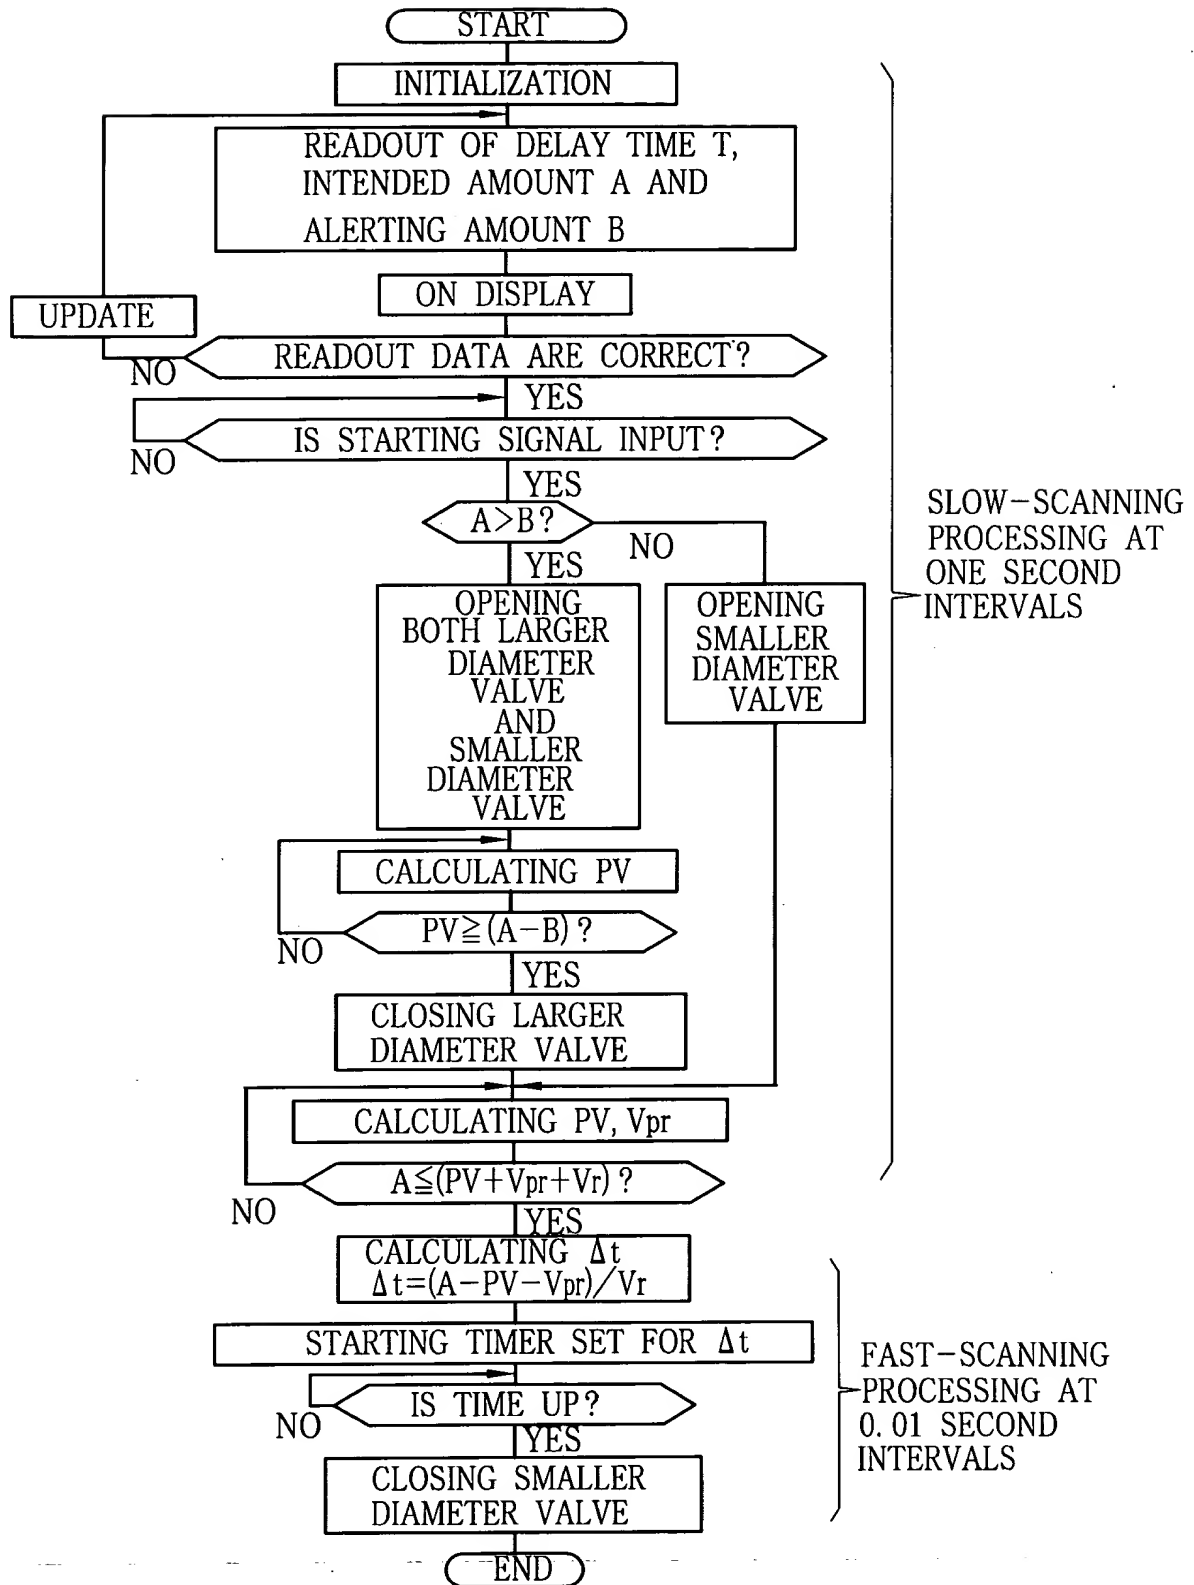 START
INITIALIZATION
READOUT OF DELAY TIME T,
INTENDED AMOUNT A AND
ALERTING AMOUNT B
ON DISPLAY
UPDATE
READOUT DATA ARE CORRECT?
NO
YES
IS STARTING SIGNAL INPUT?
NO
YES
A>B?
NO
YES
OPENING
BOTH LARGER
DIAMETER
VALVE
AND
SMALLER
DIAMETER
VALVE
OPENING
SMALLER
DIAMETER
VALVE
SLOW-SCANNING
PROCESSING AT
ONE SECOND
INTERVALS
CALCULATING PV
PV≧(A-B)?
NO
YES
CLOSING LARGER
DIAMETER VALVE
CALCULATING PV, Vpr
A≦(PV+Vpr+Vr)?
NO
YES
CALCULATING Δt
Δt=(A-PV-Vpr)/Vr
STARTING TIMER SET FOR Δt
IS TIME UP?
NO
YES
CLOSING SMALLER
DIAMETER VALVE
FAST-SCANNING
PROCESSING AT
0.01 SECOND
INTERVALS
END